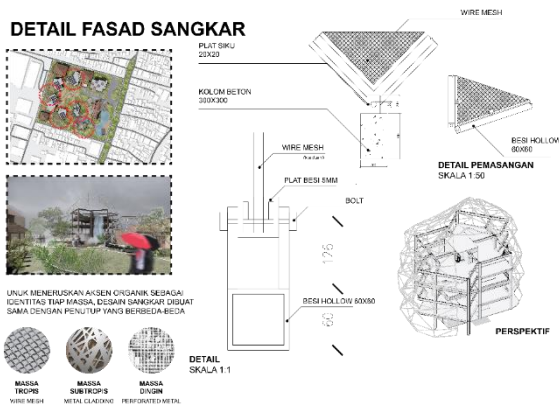 DETAIL FASAD SANGKAR
WIRE MESH
PLAT SIKU
20X20
KOLOM BETON
300X300
BESI HOLLOW
60X60
DETAIL PEMASANGAN
SKALA 1:50
WIRE MESH
PLAT BESI 5MM
BOLT
125
BESI HOLLOW 60X60
60
DETAIL
SKALA 1:1
PERSPEKTIF
UNUK MENERUSKAN AKSEN ORGANIK SEBAGAI
IDENTITAS TIAP MASSA, DESAIN SANGKAR DIBUAT
SAMA DENGAN PENUTUP YANG BERBEDA-BEDA
MASSA
TROPIS
WIRE MESH
MASSA
SUBTROPIS
METAL CLADDING
MASSA
DINGIN
PERFORATED METAL